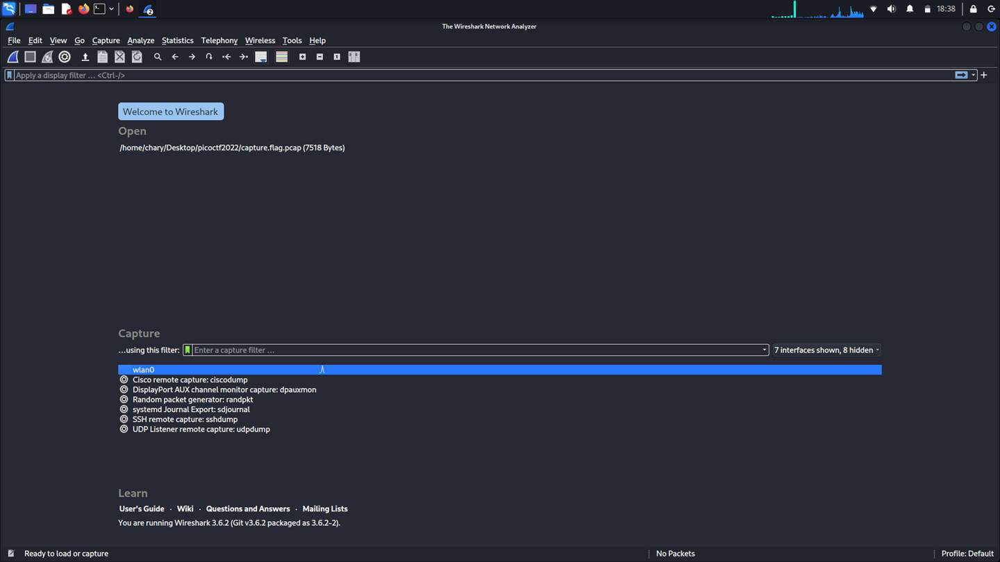 2
18:38
The Wireshark Network Analyzer
File Edit View Go Capture Analyze Statistics Telephony Wireless Tools Help
1
Apply a display filter … <Ctrl-/>
Welcome to Wireshark
Open
/home/chary/Desktop/picoctf2022/capture.flag.pcap (7518 Bytes)
Capture
…using this filter: Enter a capture filter … 7 interfaces shown, 8 hidden
wlan0
Cisco remote capture: ciscodump
DisplayPort AUX channel monitor capture: dpauxmon
Random packet generator: randpkt
systemd Journal Export: sdjournal
SSH remote capture: sshdump
UDP Listener remote capture: udpdump
Learn
User's Guide · Wiki · Questions and Answers · Mailing Lists
You are running Wireshark 3.6.2 (Git v3.6.2 packaged as 3.6.2-2).
Ready to load or capture No Packets Profile: Default